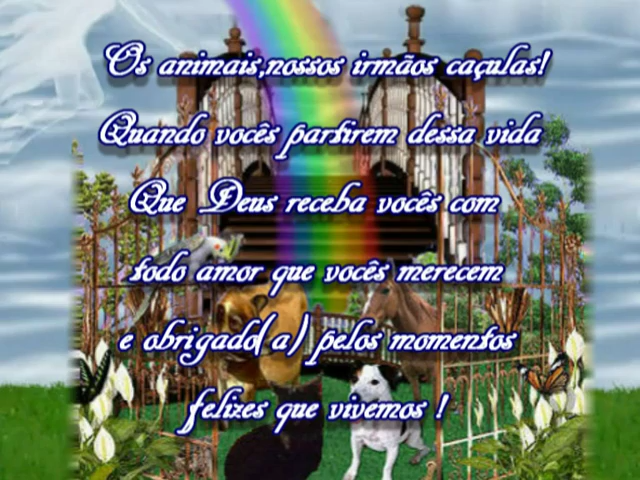 Os animais,nossos irmãos caçulas!
Quando vocês partirem dessa vida
Que Deus receba vocês com
todo amor que vocês merecem
e obrigado(a) pelos momentos
felizes que vivemos !